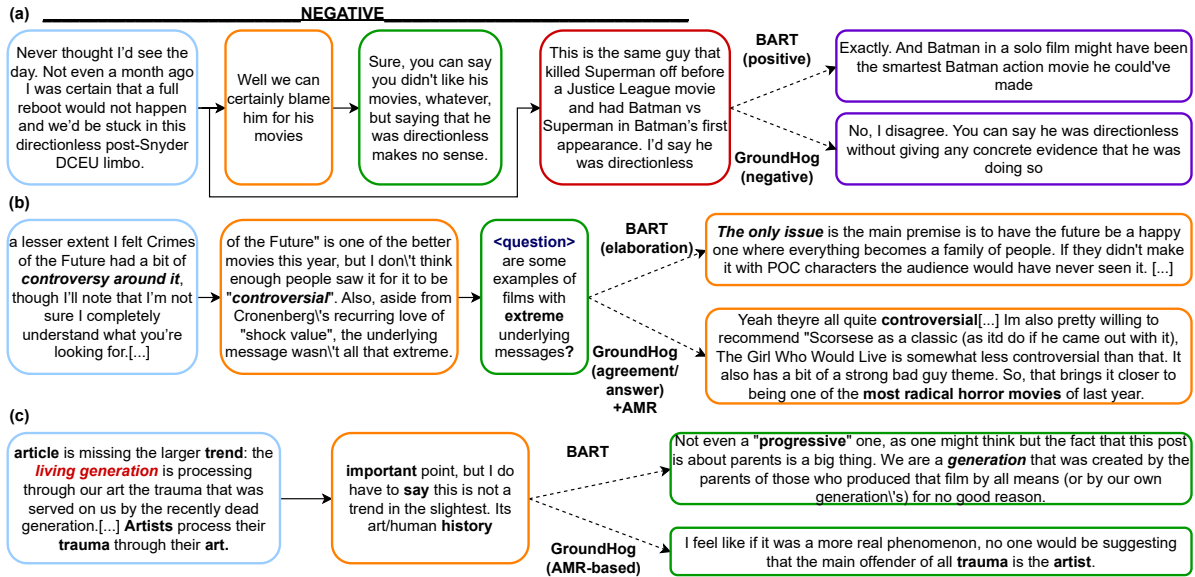 (a)
NEGATIVE
Never thought I'd see the
day. Not even a month ago
I was certain that a full
reboot would not happen
and we'd be stuck in this
directionless post-Snyder
DCEU limbo.
Well we can
certainly blame
him for his
movies
Sure, you can say
you didn't like his
movies, whatever,
but saying that he
was directionless
makes no sense.
This is the same guy that
killed Superman off before
a Justice League movie
and had Batman vs
Superman in Batman's first
appearance. I'd say he
was directionless
BART
(positive)
Exactly. And Batman in a solo film might have been
the smartest Batman action movie he could've
made
GroundHog
(negative)
No, I disagree. You can say he was directionless
without giving any concrete evidence that he was
doing so
(b)
a lesser extent I felt Crimes
of the Future had a bit of
controversy around it,
though I'll note that I'm not
sure I completely
understand what you're
looking for.[...]
of the Future" is one of the better
movies this year, but I don\'t think
enough people saw it for it to be
"controversial". Also, aside from
Cronenberg\'s recurring love of
"shock value", the underlying
message wasn\'t all that extreme.
<question>
are some
examples of
films with
extreme
underlying
messages?
BART
(elaboration)
The only issue is the main premise is to have the future be a happy
one where everything becomes a family of people. If they didn't make
it with POC characters the audience would have never seen it. [...]
GroundHog
(agreement/
answer)
+AMR
Yeah theyre all quite controversial[...] Im also pretty willing to
recommend "Scorsese as a classic (as itd do if he came out with it),
The Girl Who Would Live is somewhat less controversial than that. It
also has a bit of a strong bad guy theme. So, that brings it closer to
being one of the most radical horror movies of last year.
(c)
article is missing the larger trend: the
living generation is processing
through our art the trauma that was
served on us by the recently dead
generation.[...] Artists process their
trauma through their art.
important point, but I do
have to say this is not a
trend in the slightest. Its
art/human history
BART
Not even a "progressive" one, as one might think but the fact that this post
is about parents is a big thing. We are a generation that was created by the
parents of those who produced that film by all means (or by our own
generation\'s) for no good reason.
GroundHog
(AMR-based)
I feel like if it was a more real phenomenon, no one would be suggesting
that the main offender of all trauma is the artist.